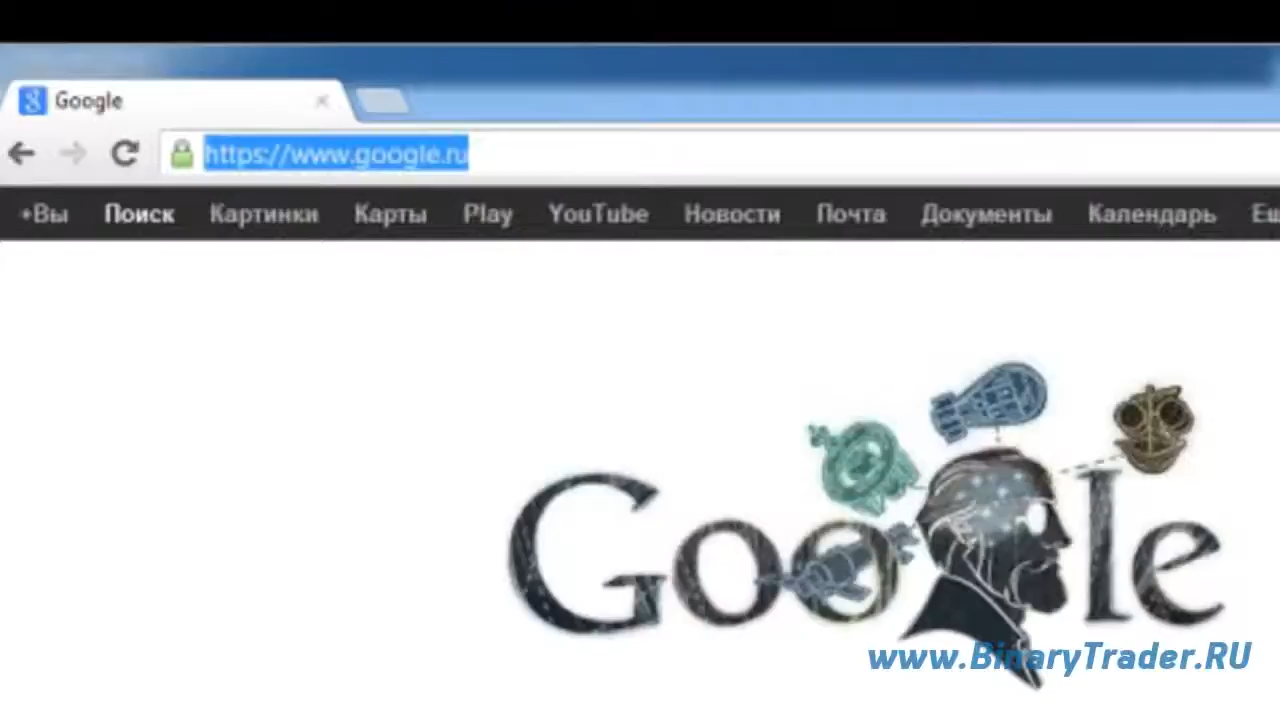 Google
https://www.google.ru
+Вы Поиск Картинки Карты Play YouTube Новости Почта Документы Календарь
Google
www.BinaryTrader.RU